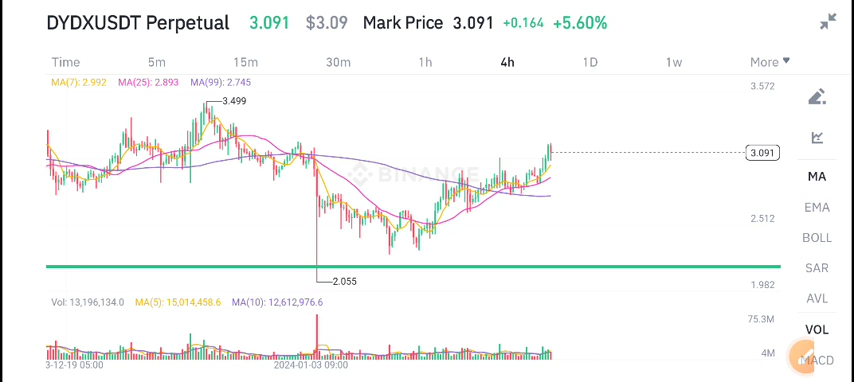 DYDXUSDT Perpetual 3.091 $3.09 Mark Price 3.091 +0.164 +5.60%
Time 5m 15m 30m 1h 4h 1D 1w More
MA(7): 2.992 MA(25): 2.893 MA(99): 2.745
3.572
3.499
3.091
BINANCE
MA
EMA
2.512
BOLL
SAR
2.055
1.982
AVL
Vol: 13,196,134.0 MA(5): 15,014,458.6 MA(10): 12,612,976.6
75.3M
VOL
4M
MACD
3-12-19 05:00
2024-01-03 09:00